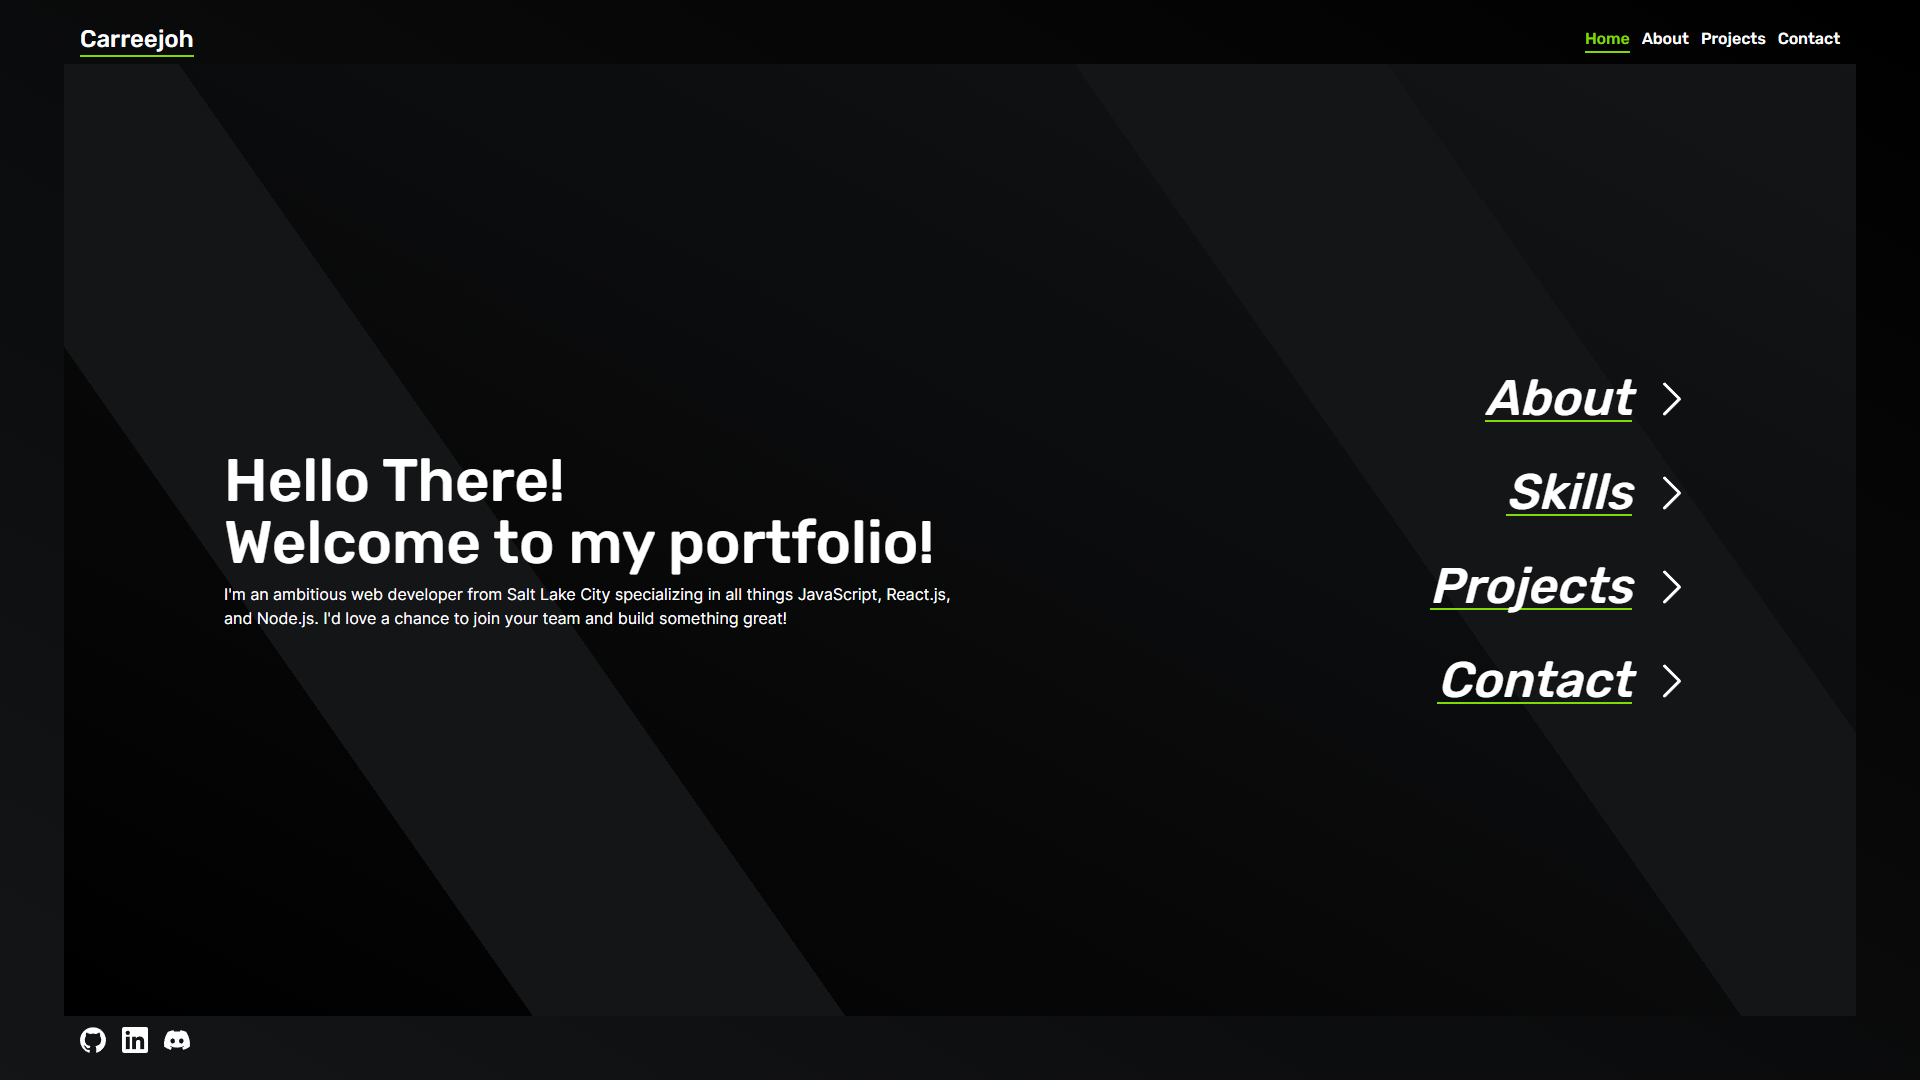 Carreejoh
Home About Projects Contact
Hello There!
Welcome to my portfolio!
I'm an ambitious web developer from Salt Lake City specializing in all things JavaScript, React.js,
and Node.js. I'd love a chance to join your team and build something great!
About
Skills
Projects
Contact
in